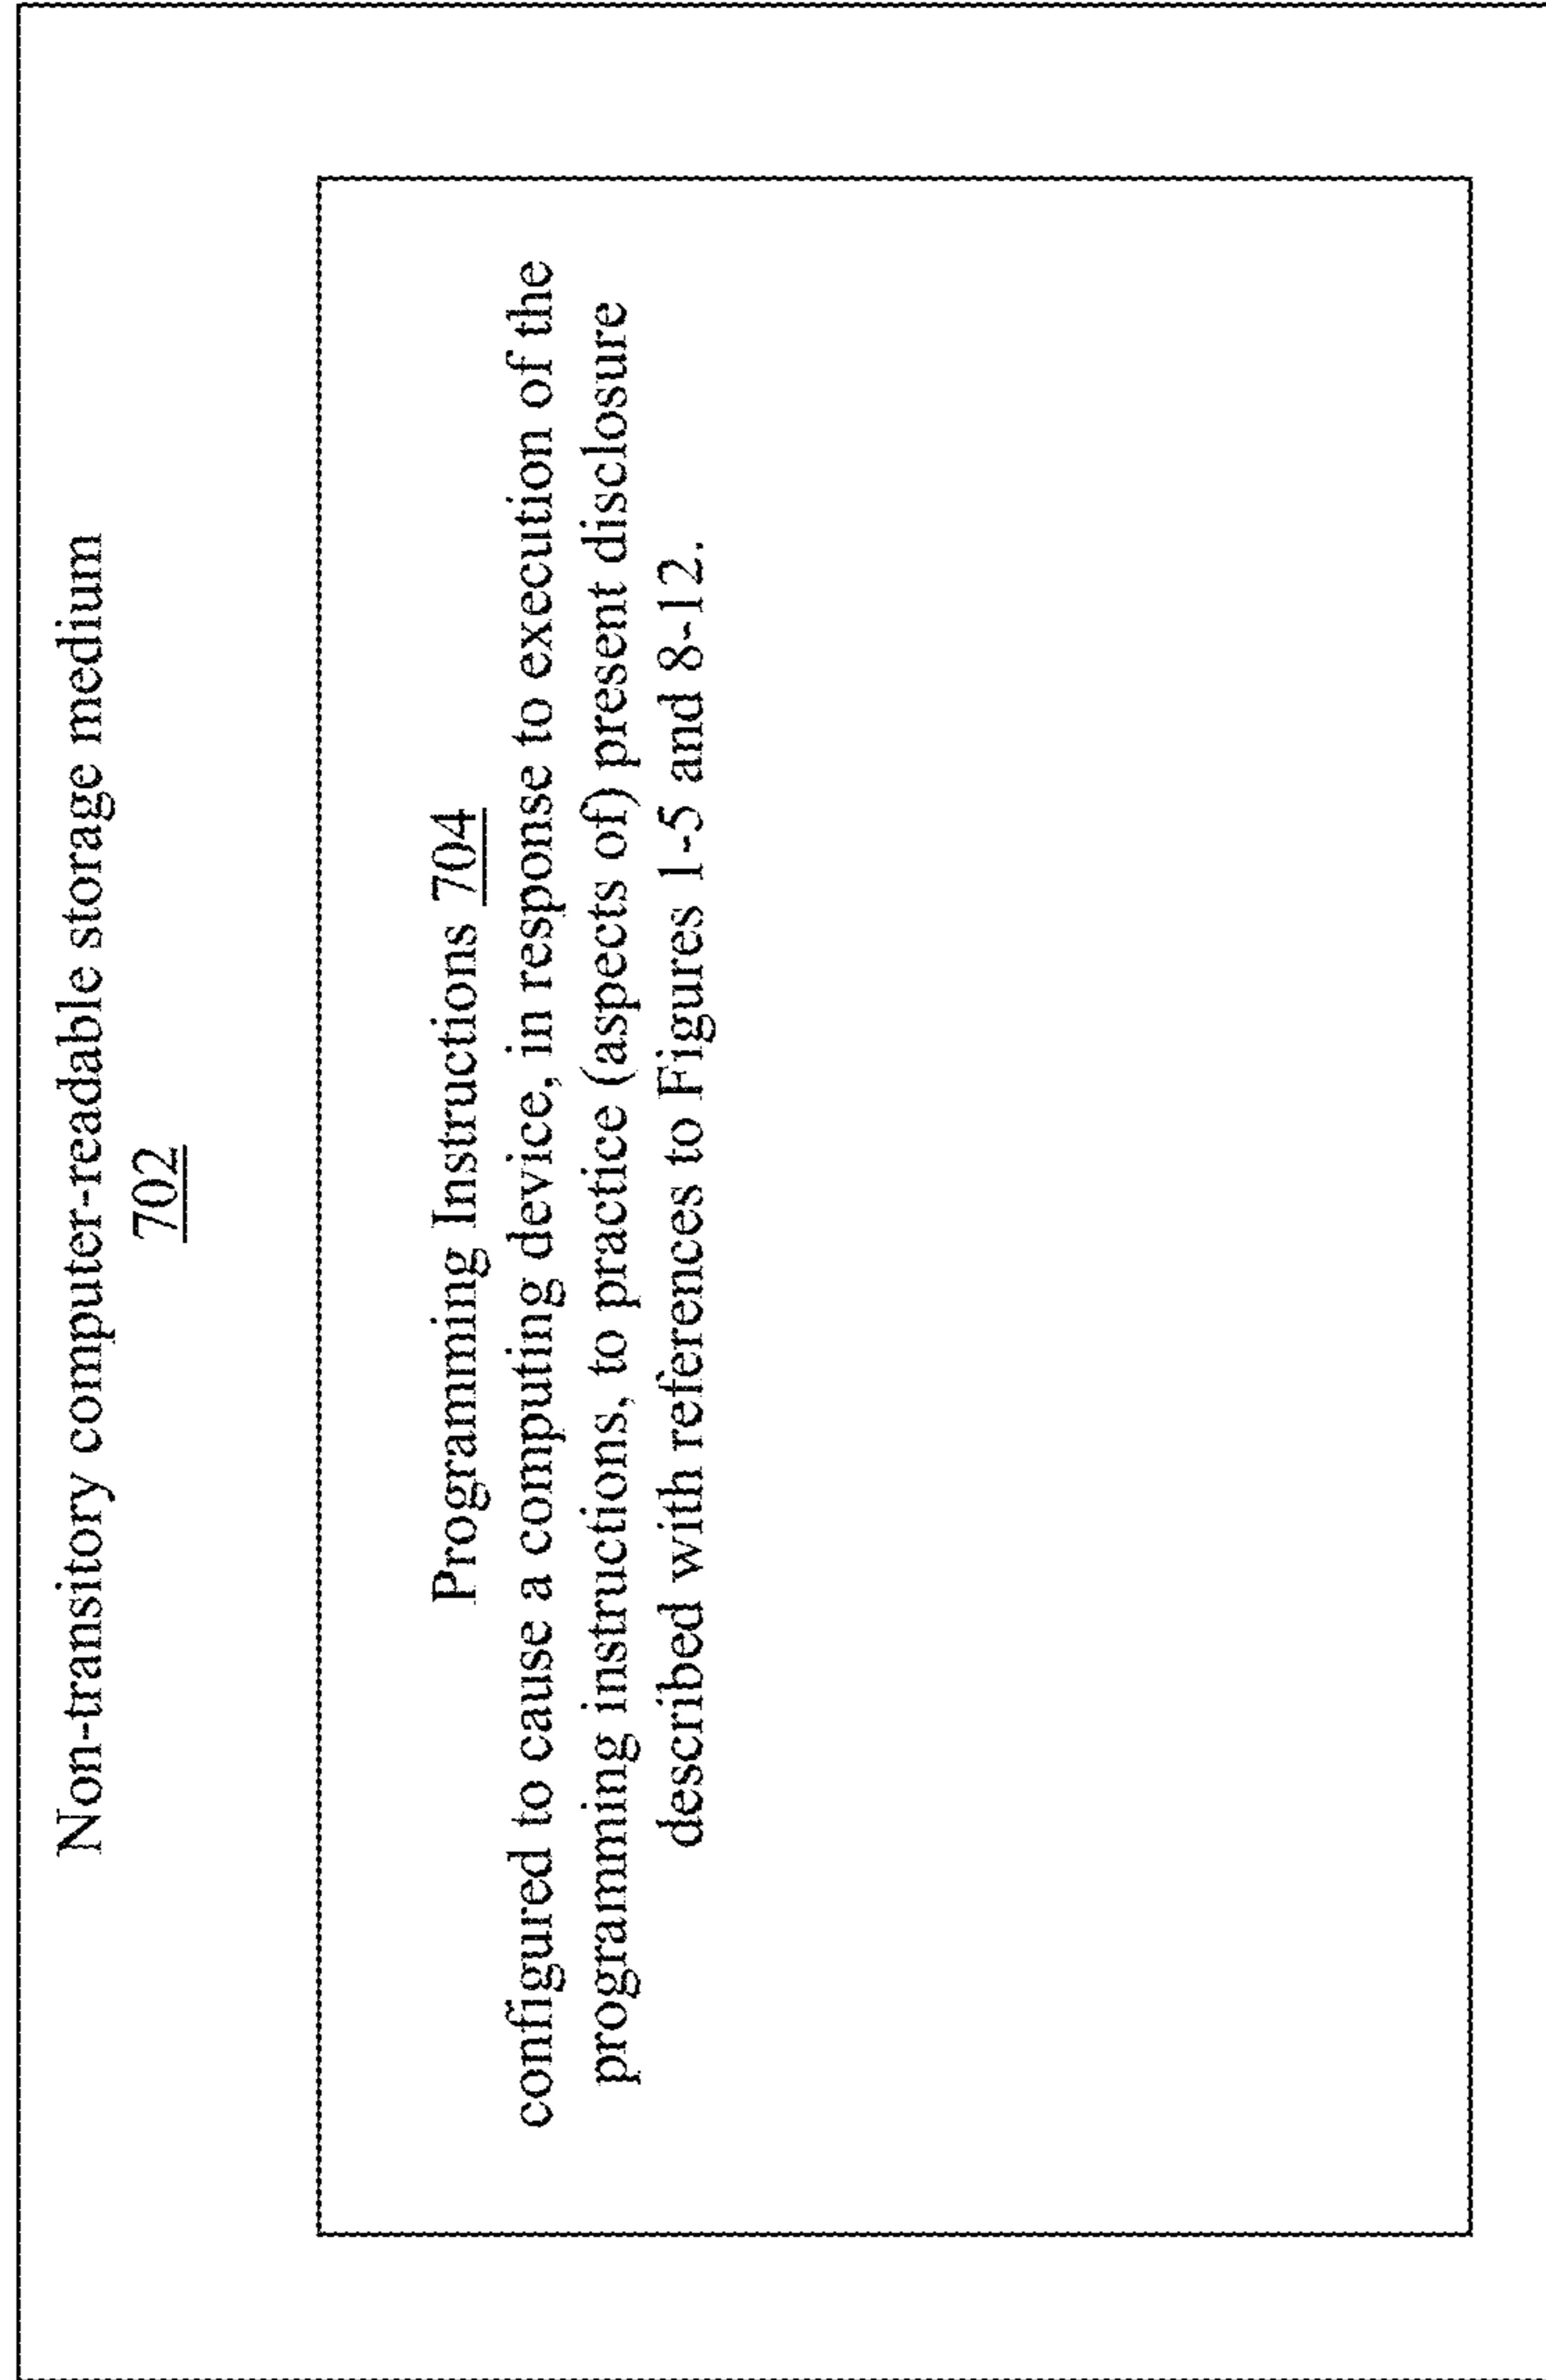 Non-transitory computer-readable storage medium
702
Programming Instructions 704
configured to cause a computing device, in response to execution of the
programming instructions, to practice (aspects of) present disclosure
described with references to Figures 1-5 and 8-12.